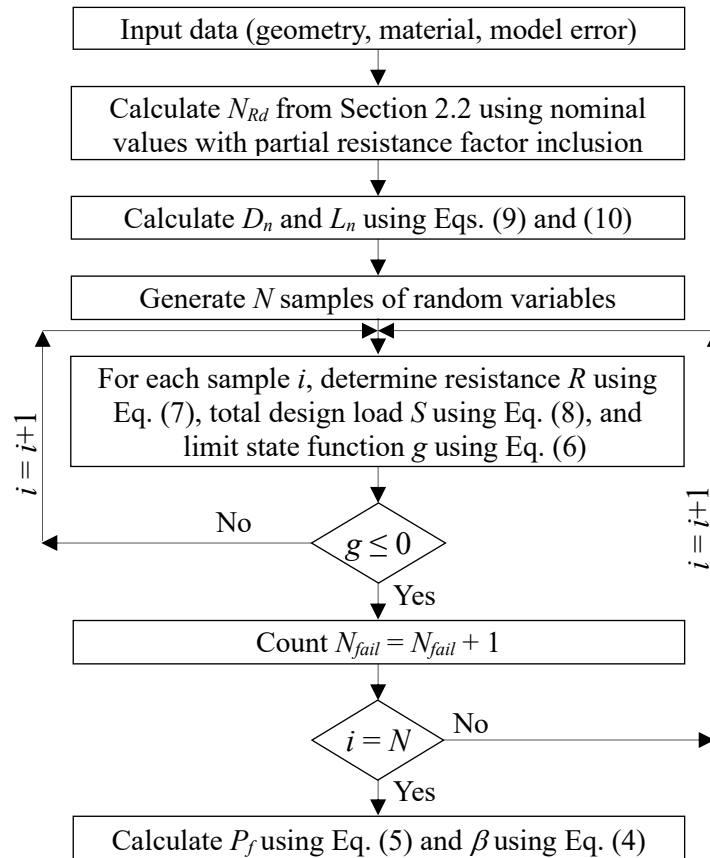 Input data (geometry, material, model error)
Calculate N_Rd from Section 2.2 using nominal
values with partial resistance factor inclusion
Calculate D_n and L_n using Eqs. (9) and (10)
Generate N samples of random variables
For each sample i, determine resistance R using
Eq. (7), total design load S using Eq. (8), and
limit state function g using Eq. (6)
i = i+1
i = i+1
No
g ≤ 0
Yes
Count N_fail = N_fail + 1
No
i = N
Yes
Calculate P_f using Eq. (5) and β using Eq. (4)